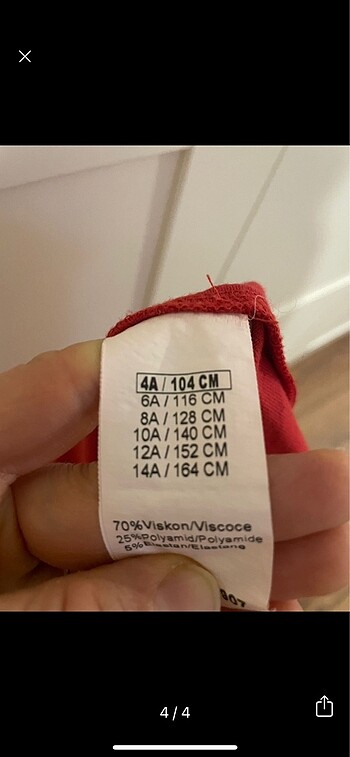 4A / 104 CM
6A / 116 CM
8A / 128 CM
10A / 140 CM
12A / 152 CM
14A / 164 CM
70%Viskon/Viscoce
25%Polyamid/Polyamide
5%Elastan/Elastane
907
4 / 4